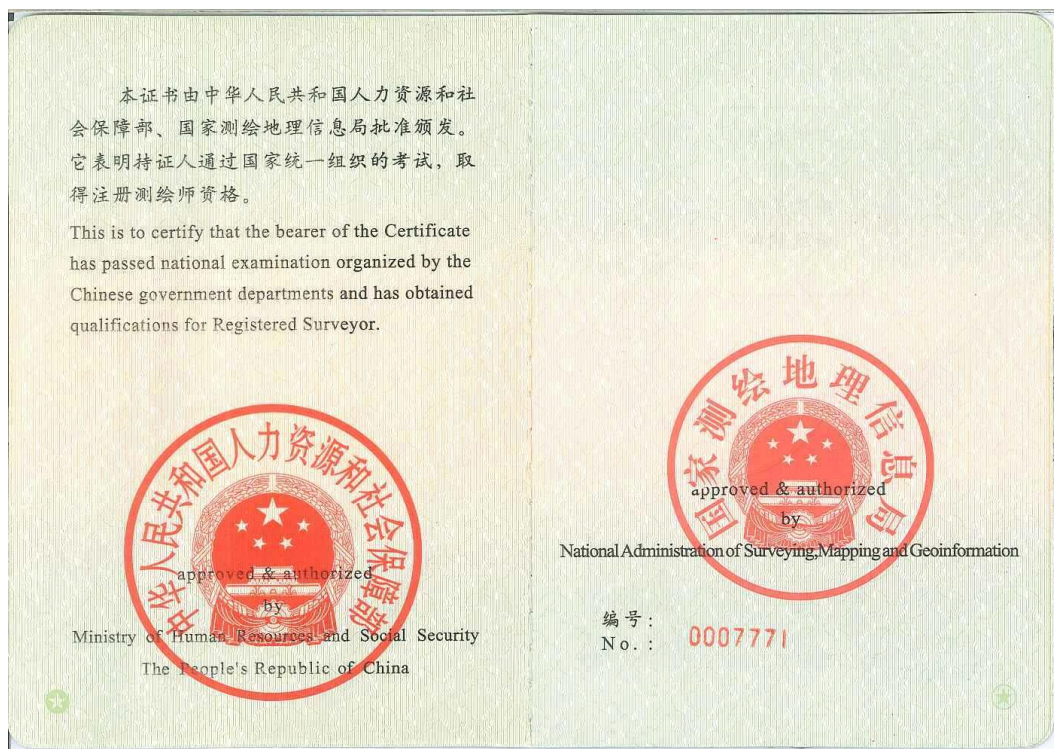 本证书由中华人民共和国人力资源和社
会保障部、国家测绘地理信息局批准颁发。
它表明持证人通过国家统一组织的考试，取
得注册测绘师资格。
This is to certify that the bearer of the Certificate
has passed national examination organized by the
Chinese government departments and has obtained
qualifications for Registered Surveyor.
中华人民共和国人力资源和社会保障部
approved & authorized
by
Ministry of Human Resources and Social Security
The People's Republic of China
国家测绘地理信息局
approved & authorized
by
National Administration of Surveying,Mapping and Geoinformation
编号：
No.：
0007771